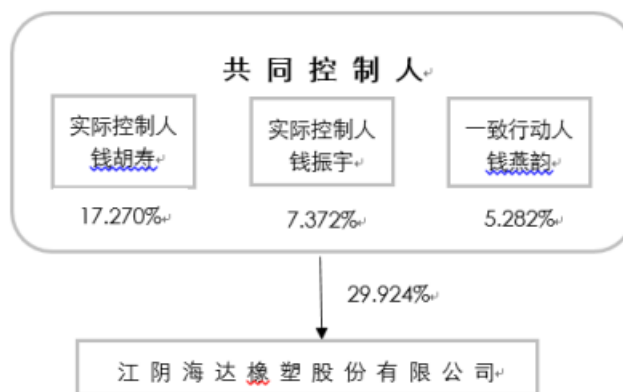 共同控制人
实际控制人
钱胡寿
实际控制人
钱振宇
一致行动人
钱燕韵
17.270%
7.372%
5.282%
29.924%
江阴海达橡塑股份有限公司